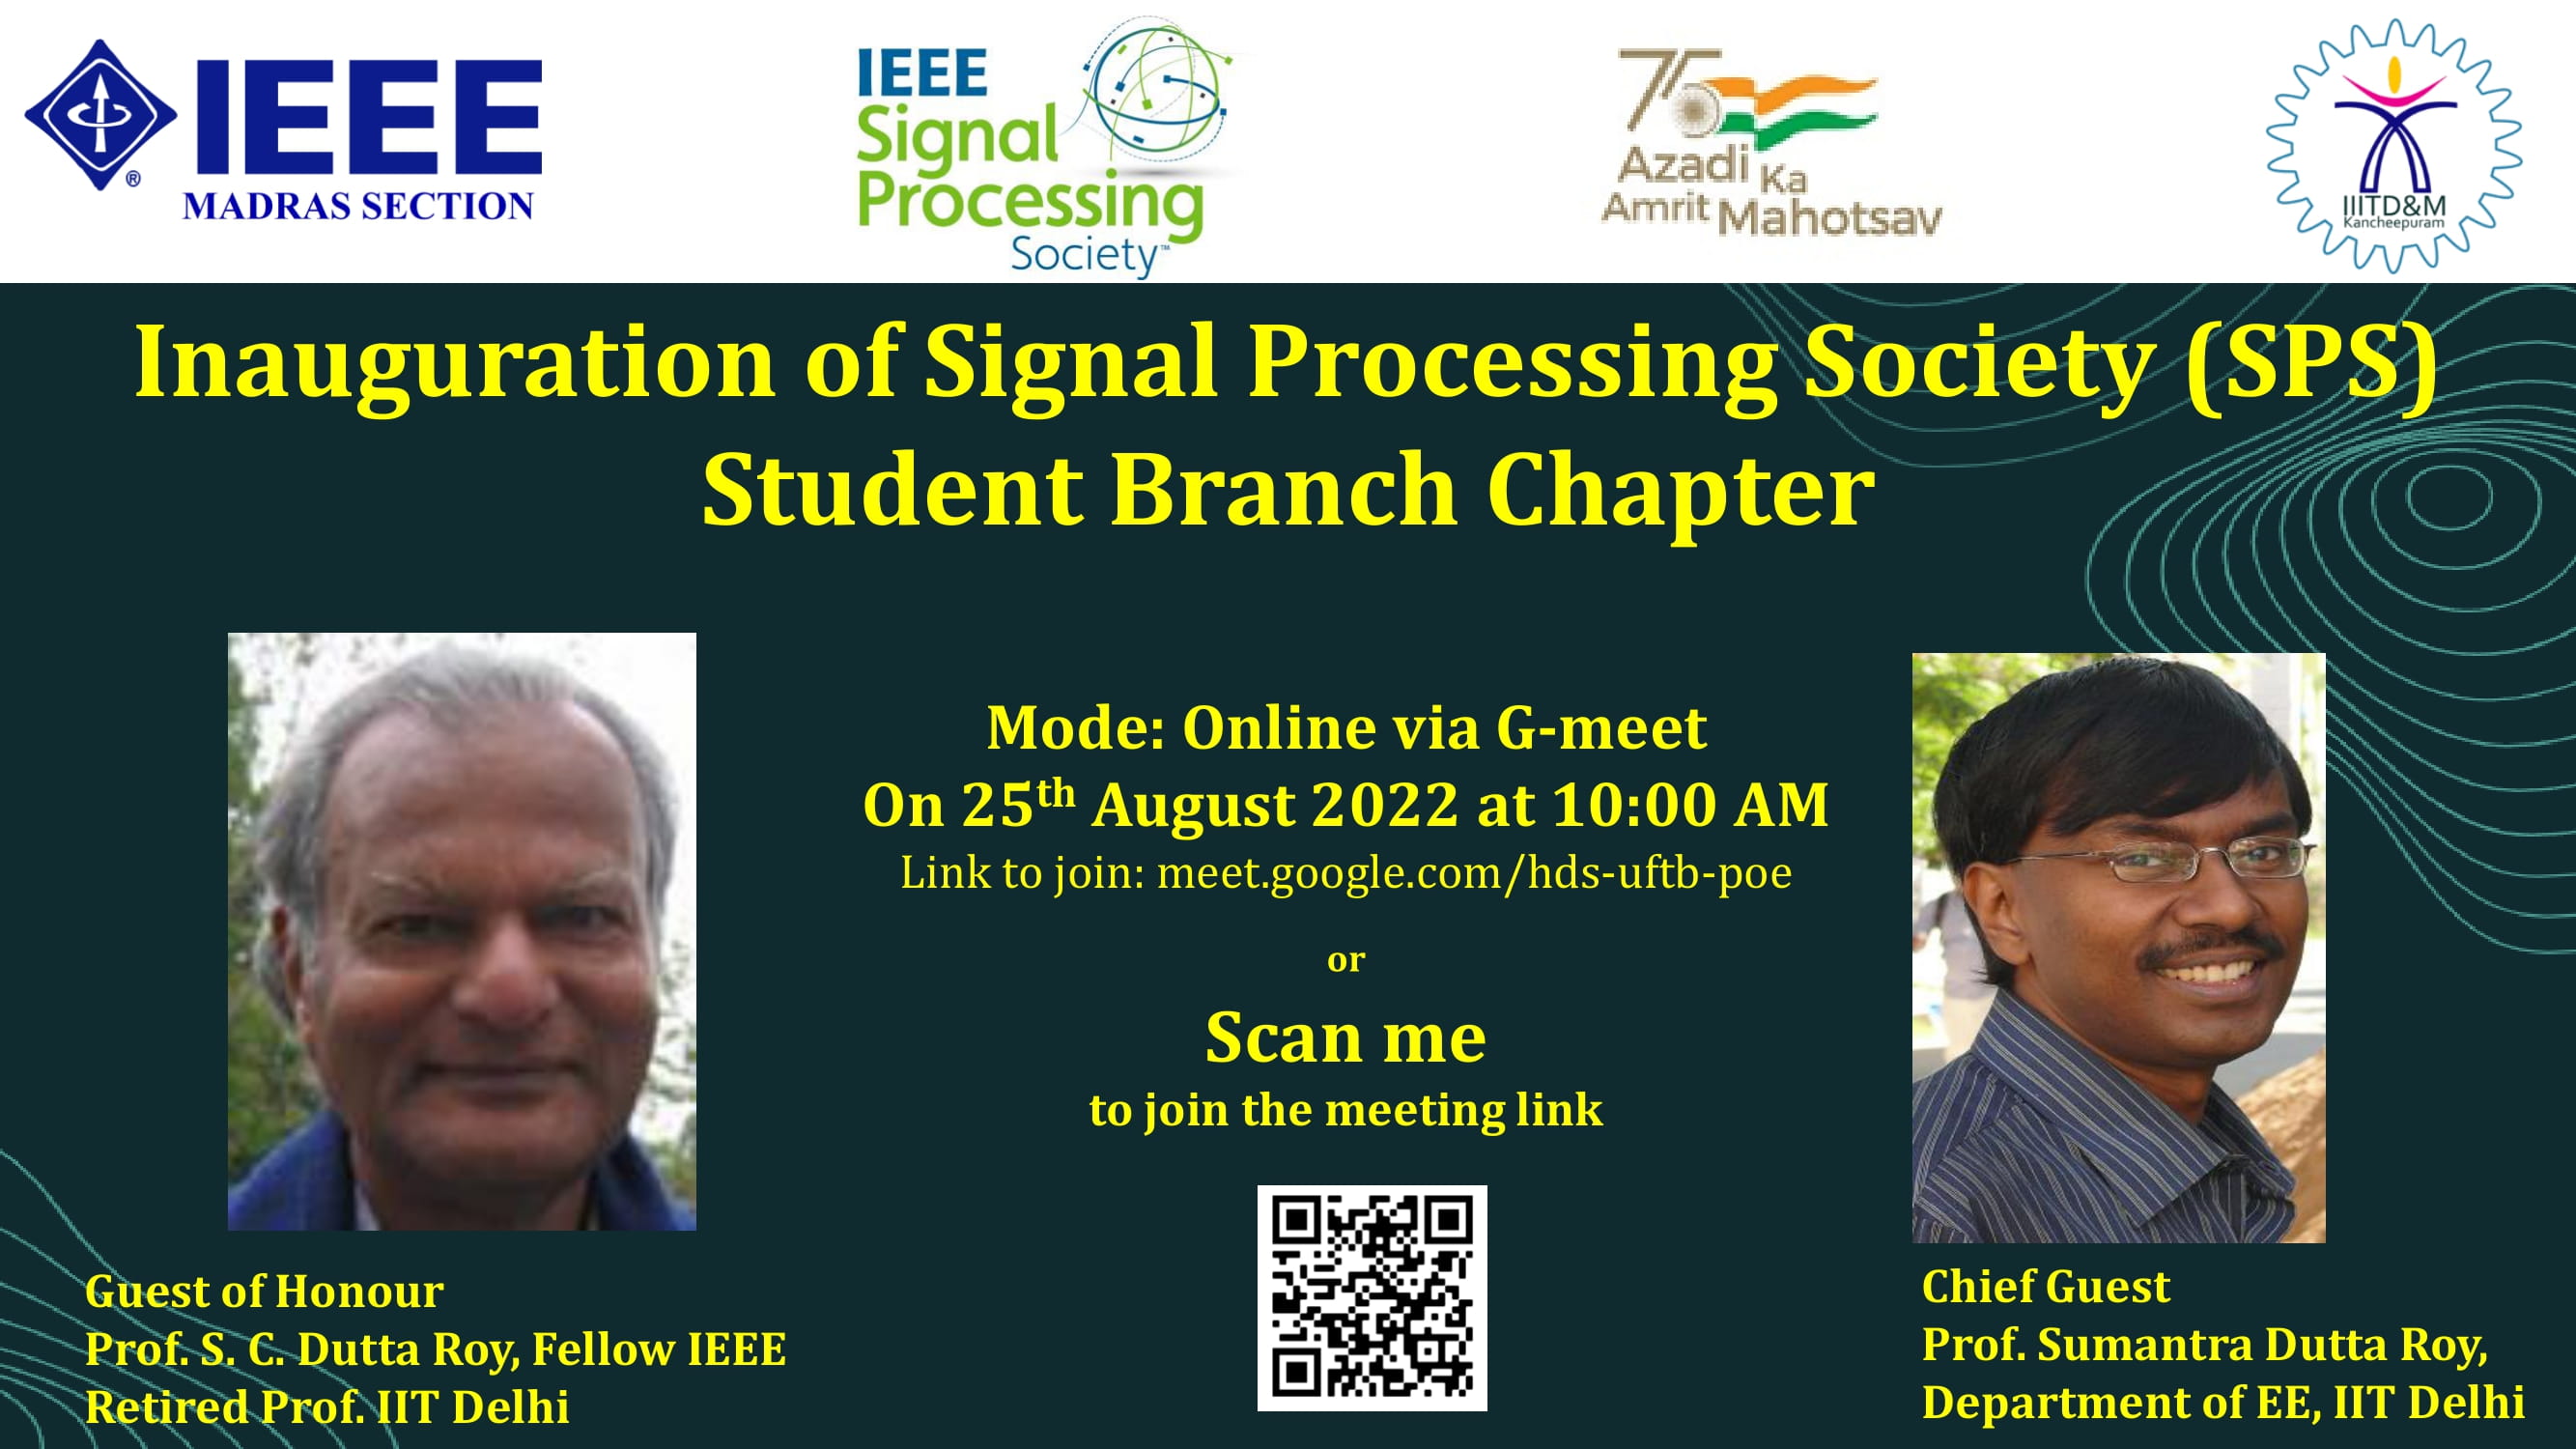 IEEE
MADRAS SECTION
IEEE
Signal
Processing
Society™
75
Azadi Ka
Amrit Mahotsav
IIITD&M
Kancheepuram
Inauguration of Signal Processing Society (SPS)
Student Branch Chapter
Mode: Online via G-meet
On 25th August 2022 at 10:00 AM
Link to join: meet.google.com/hds-uftb-poe
or
Scan me
to join the meeting link
Guest of Honour
Prof. S. C. Dutta Roy, Fellow IEEE
Retired Prof. IIT Delhi
Chief Guest
Prof. Sumantra Dutta Roy,
Department of EE, IIT Delhi